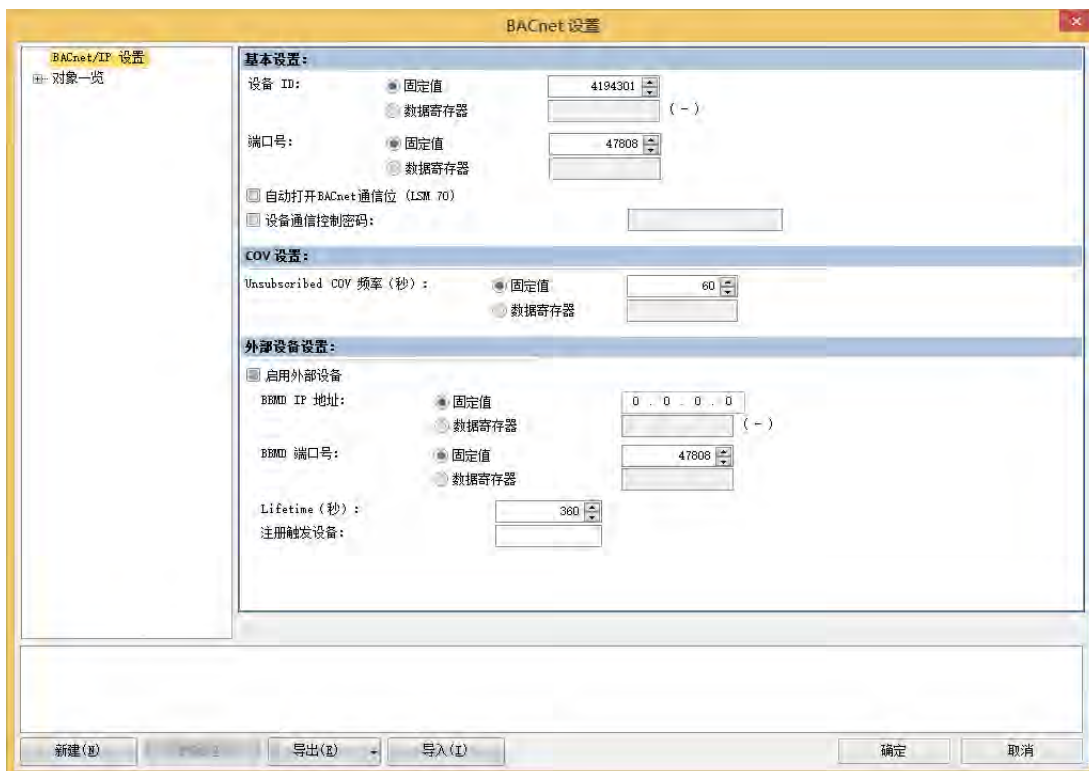 BACnet 设置
BACnet/IP 设置
对象一览
基本设置:
设备 ID:
固定值
4194301
数据寄存器
(-)
端口号:
固定值
47808
数据寄存器
自动打开BACnet通信位 (LSM 70)
设备通信控制密码:
COV 设置:
Unsubscribed COV 频率(秒):
固定值
60
数据寄存器
外部设备设置:
启用外部设备
BBMD IP 地址:
固定值
0 . 0 . 0 . 0
数据寄存器
(-)
BBMD 端口号:
固定值
47808
数据寄存器
Lifetime(秒):
360
注册触发设备:
新建(N) 导出(E) 导入(I) 确定 取消